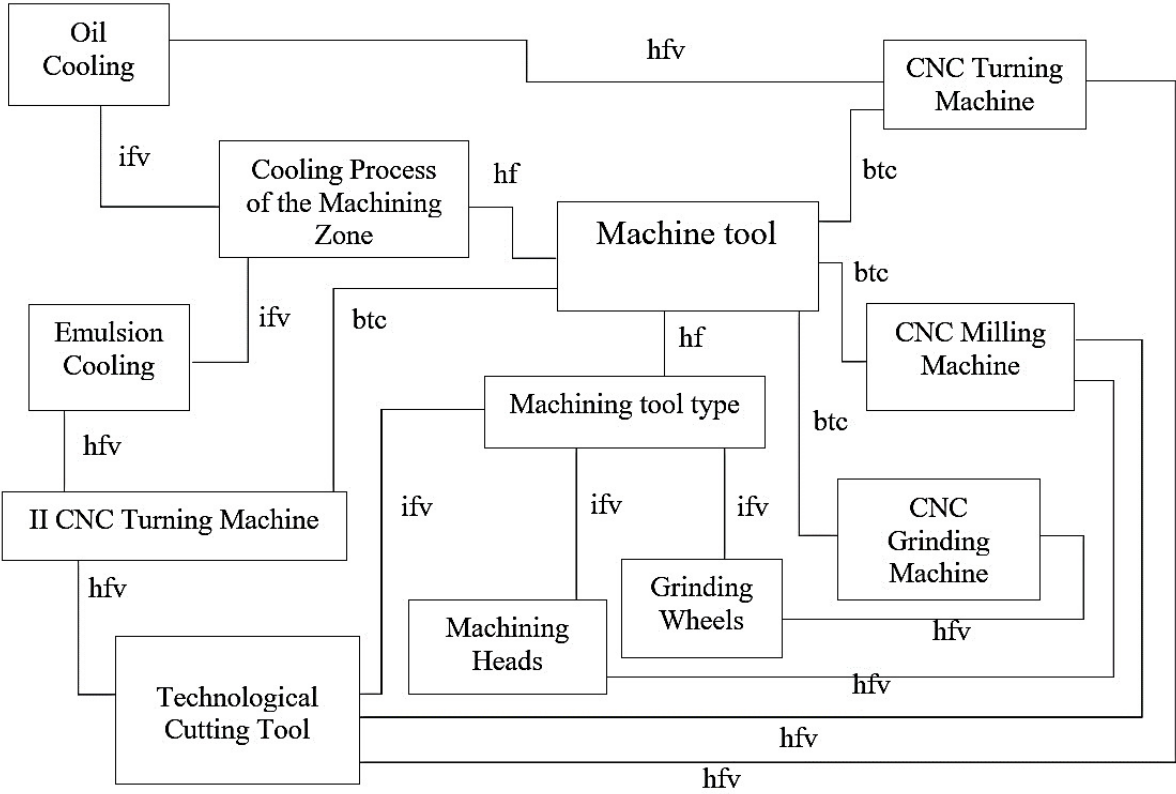 Oil
Cooling
hfv
CNC Turning
Machine
ifv
Cooling Process
of the Machining
Zone
hf
btc
Machine tool
btc
Emulsion
Cooling
ifv
btc
hf
CNC Milling
Machine
Machining tool type
btc
hfv
ifv
ifv
ifv
II CNC Turning Machine
CNC
Grinding
Machine
hfv
Grinding
Wheels
Machining
Heads
hfv
hfv
Technological
Cutting Tool
hfv
hfv